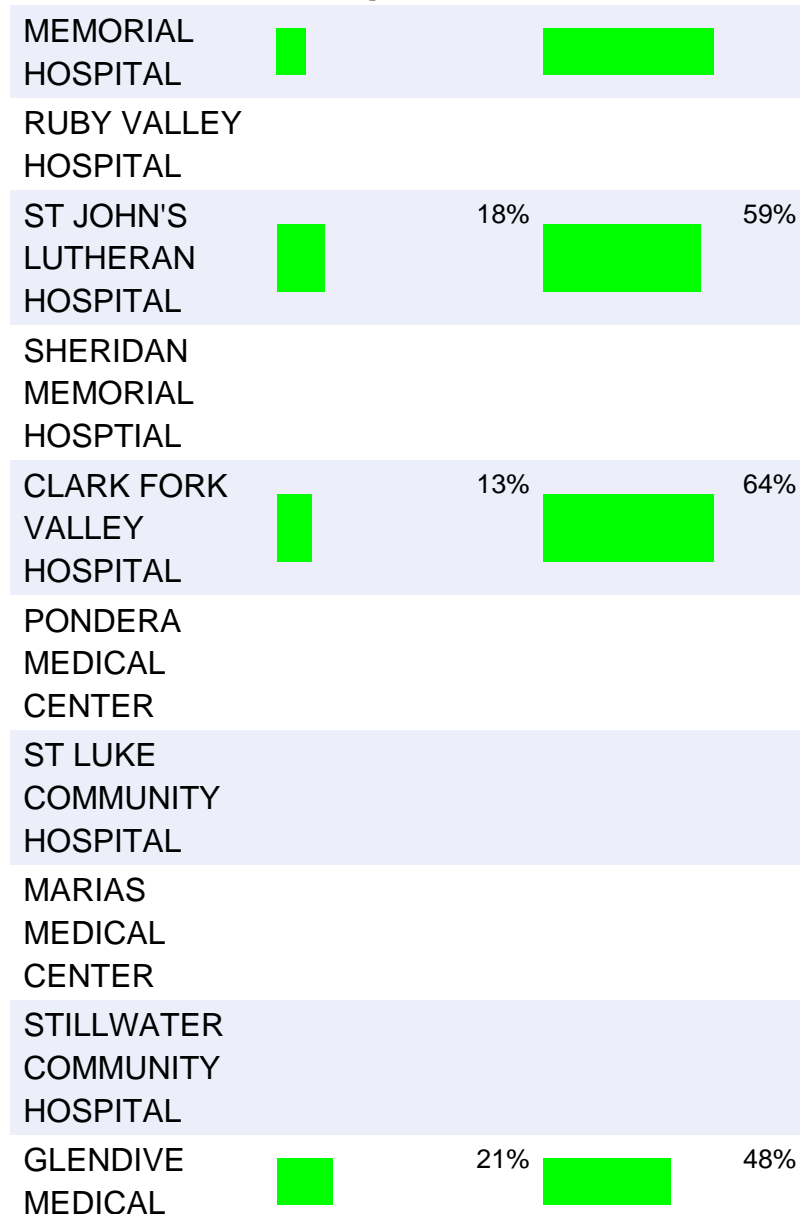 MEMORIAL
HOSPITAL
RUBY VALLEY
HOSPITAL
ST JOHN'S 18% 59%
LUTHERAN
HOSPITAL
SHERIDAN
MEMORIAL
HOSPTIAL
CLARK FORK 13% 64%
VALLEY
HOSPITAL
PONDERA
MEDICAL
CENTER
ST LUKE
COMMUNITY
HOSPITAL
MARIAS
MEDICAL
CENTER
STILLWATER
COMMUNITY
HOSPITAL
GLENDIVE 21% 48%
MEDICAL